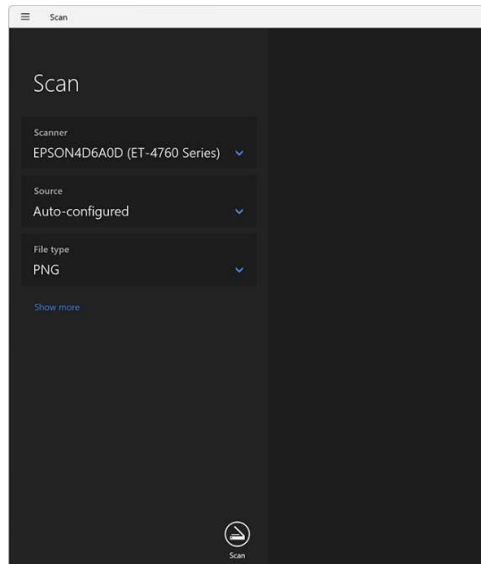 Scan
Scan
Scanner
EPSON4D6A0D (ET-4760 Series)
Source
Auto-configured
File type
PNG
Show more
Scan